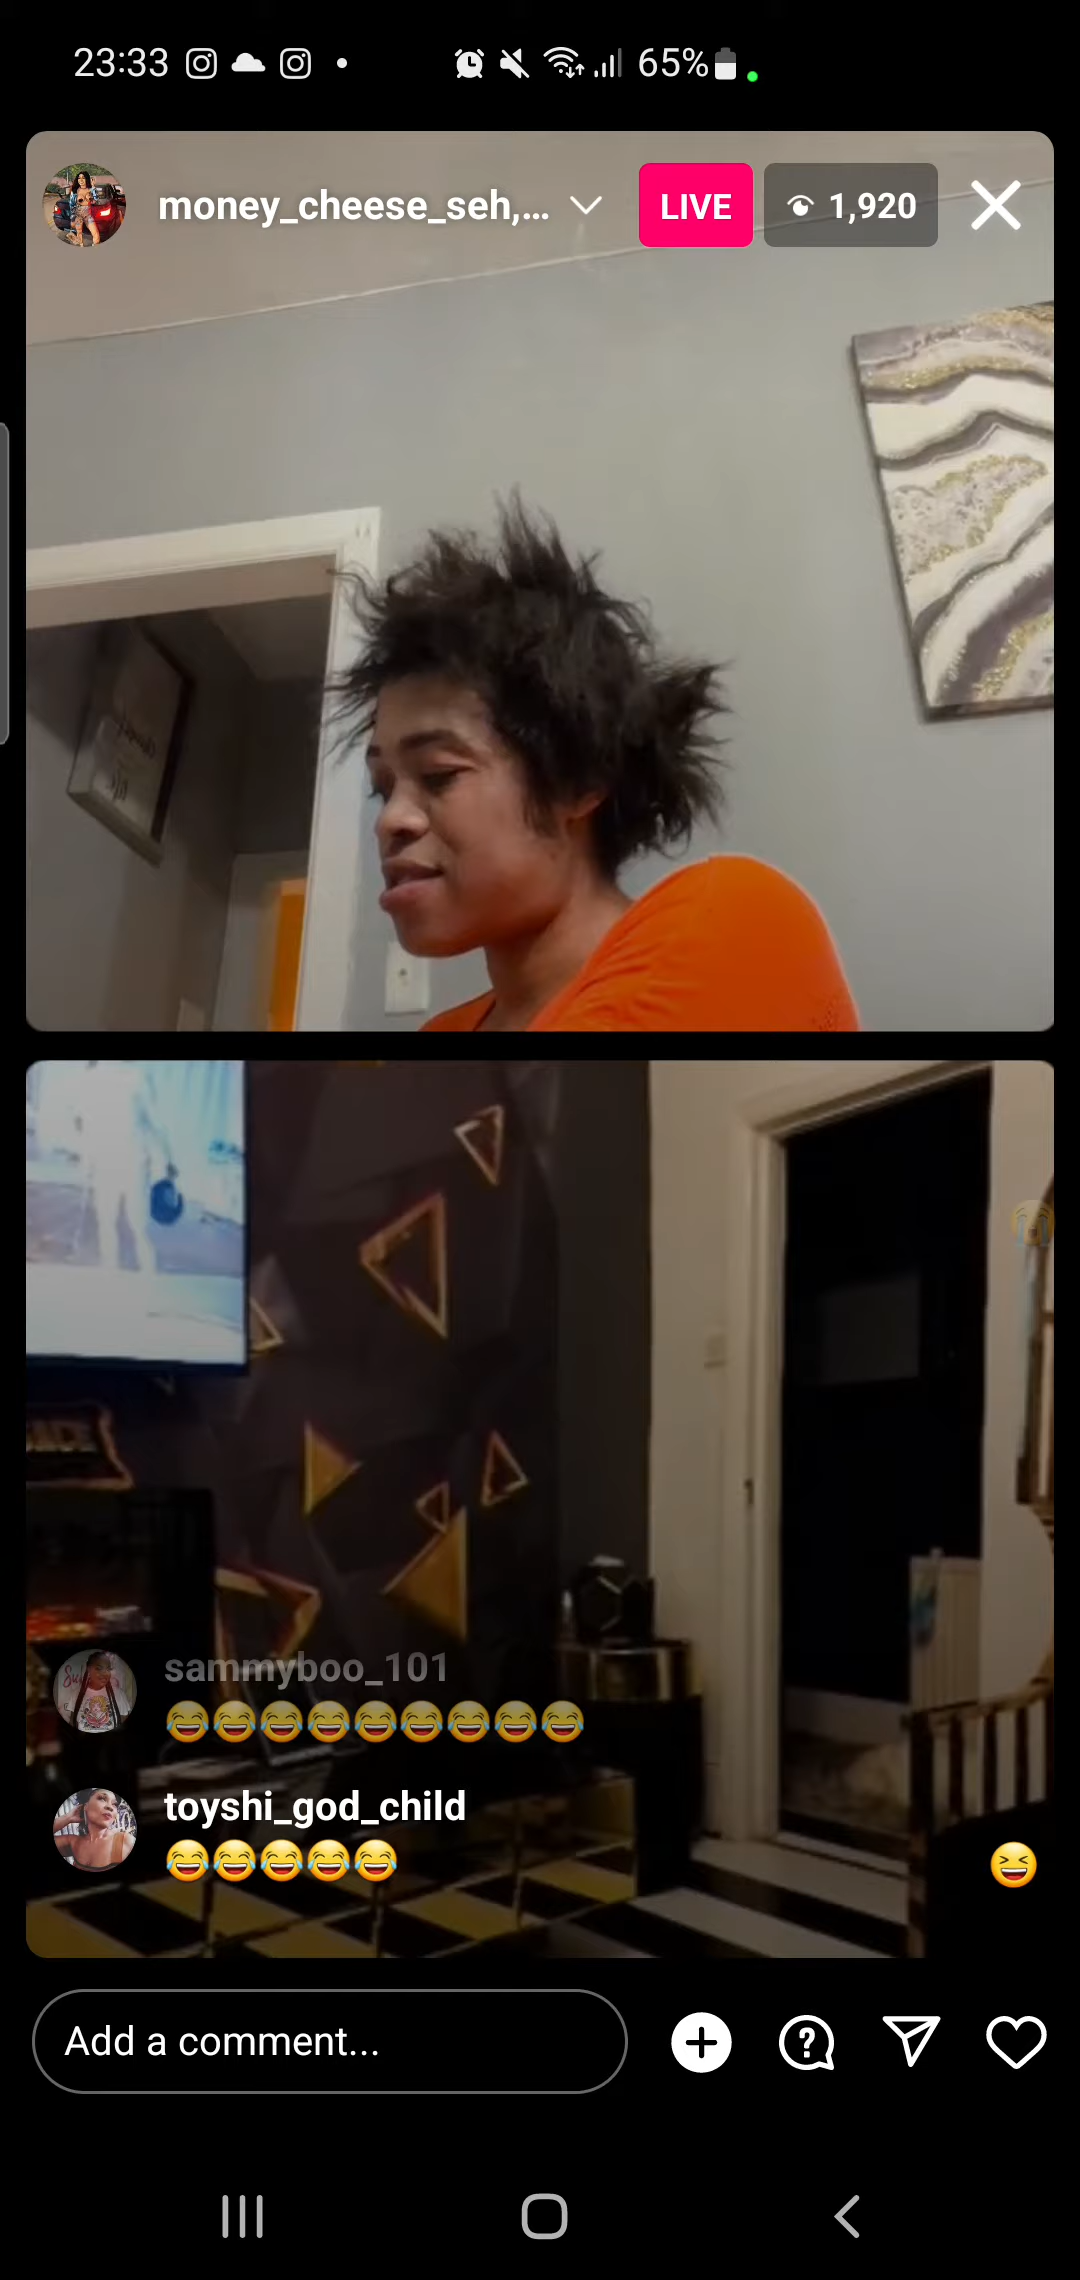 23:33
65%
money_cheese_seh,...
LIVE
1,920
sammyboo_101
😂😂😂😂😂😂😂😂😂
toyshi_god_child
😂😂😂😂😂
Add a comment...